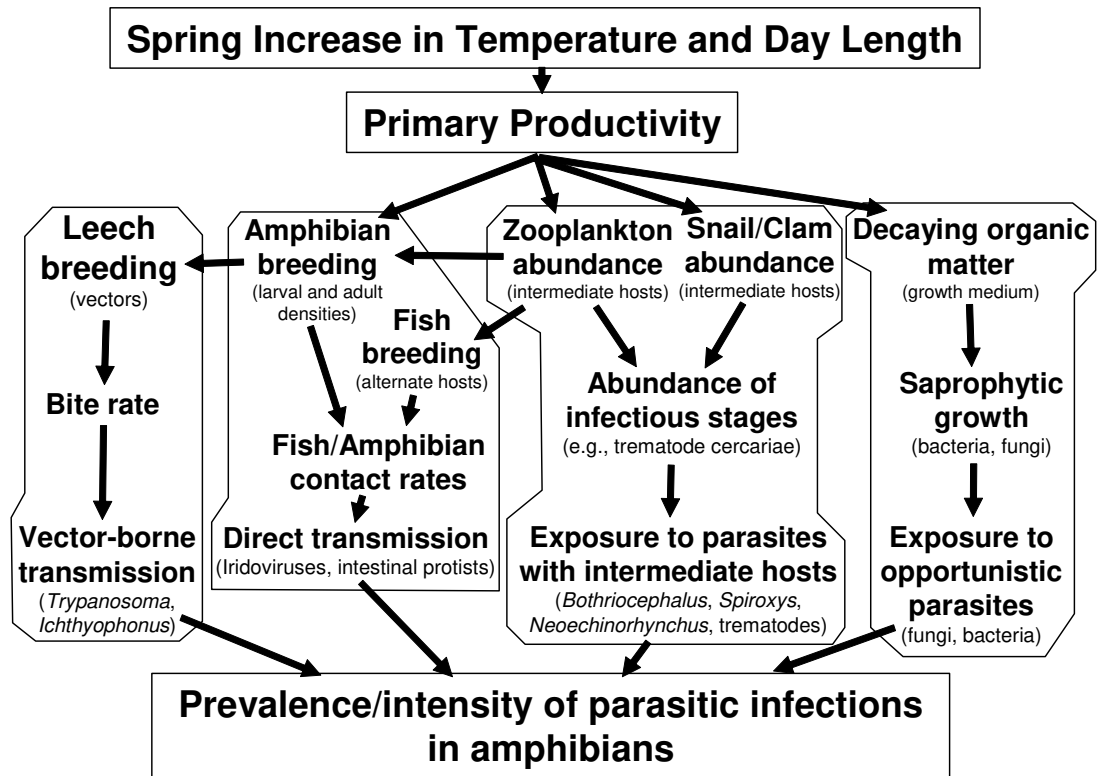 Spring Increase in Temperature and Day Length
Primary Productivity
Leech
breeding
(vectors)
Bite rate
Vector-borne
transmission
(Trypanosoma,
Ichthyophonus)
Amphibian
breeding
(larval and adult
densities)
Fish
breeding
(alternate hosts)
Fish/Amphibian
contact rates
Direct transmission
(Iridoviruses, intestinal protists)
Zooplankton
abundance
(intermediate hosts)
Snail/Clam
abundance
(intermediate hosts)
Abundance of
infectious stages
(e.g., trematode cercariae)
Exposure to parasites
with intermediate hosts
(Bothriocephalus, Spiroxys,
Neoechinorhynchus, trematodes)
Decaying organic
matter
(growth medium)
Saprophytic
growth
(bacteria, fungi)
Exposure to
opportunistic
parasites
(fungi, bacteria)
Prevalence/intensity of parasitic infections
in amphibians